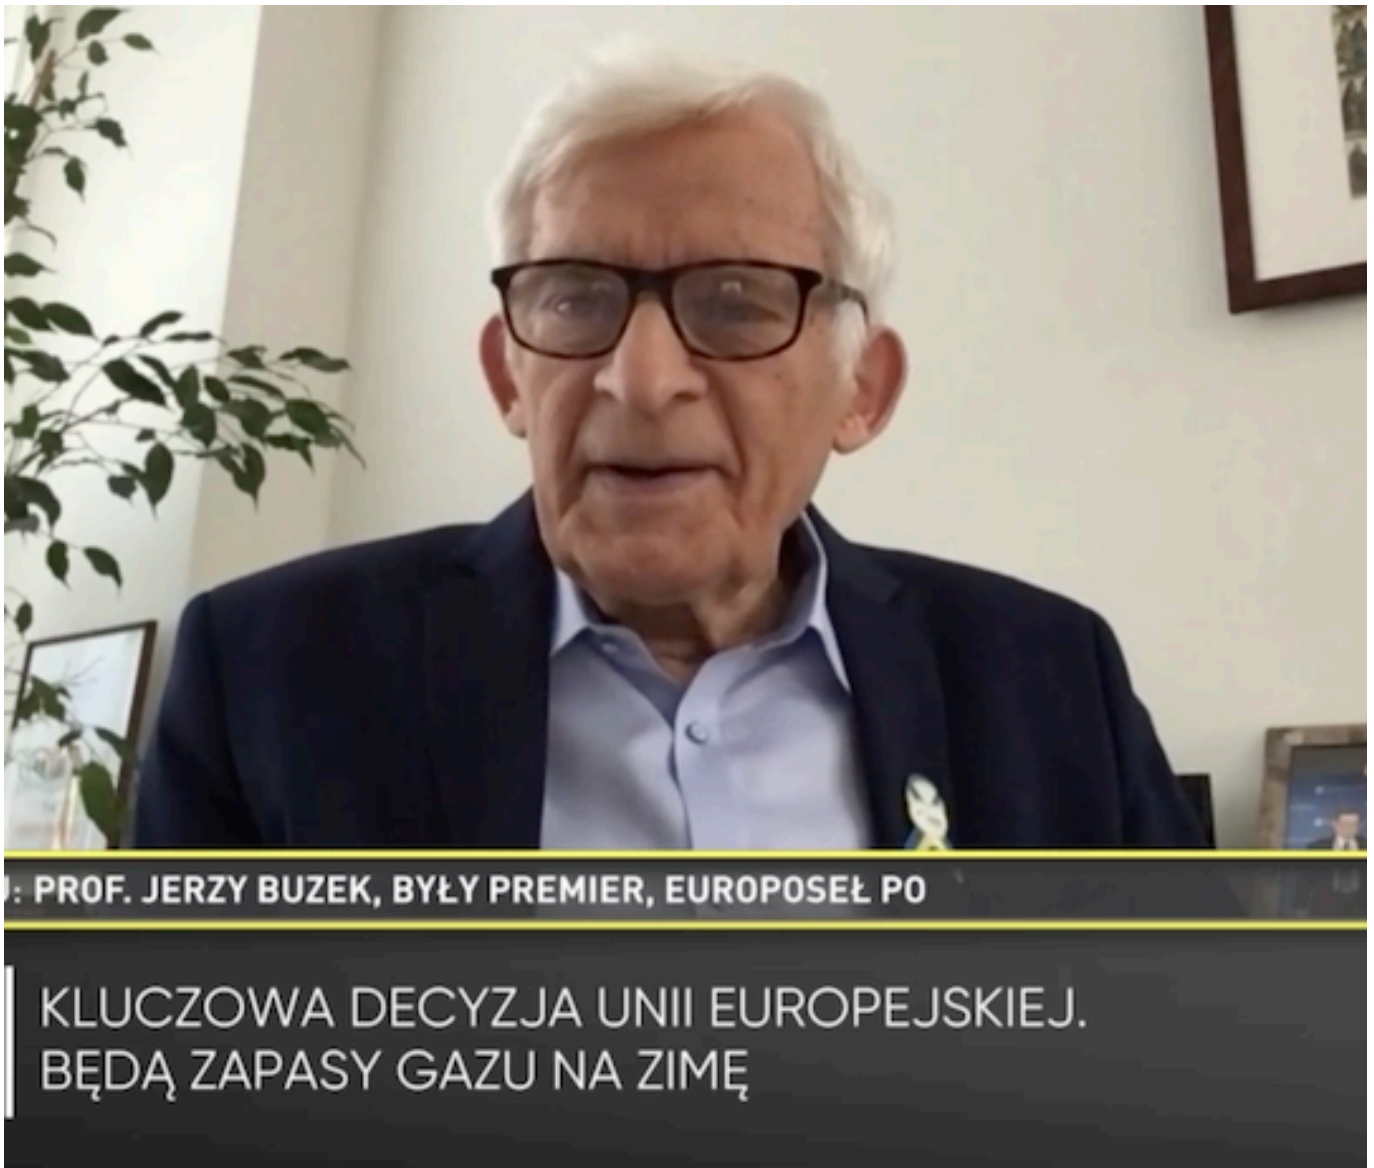 : PROF. JERZY BUZEK, BYŁY PREMIER, EUROPOSEŁ PO
KLUCZOWA DECYZJA UNII EUROPEJSKIEJ.
BĘDĄ ZAPASY GAZU NA ZIMĘ